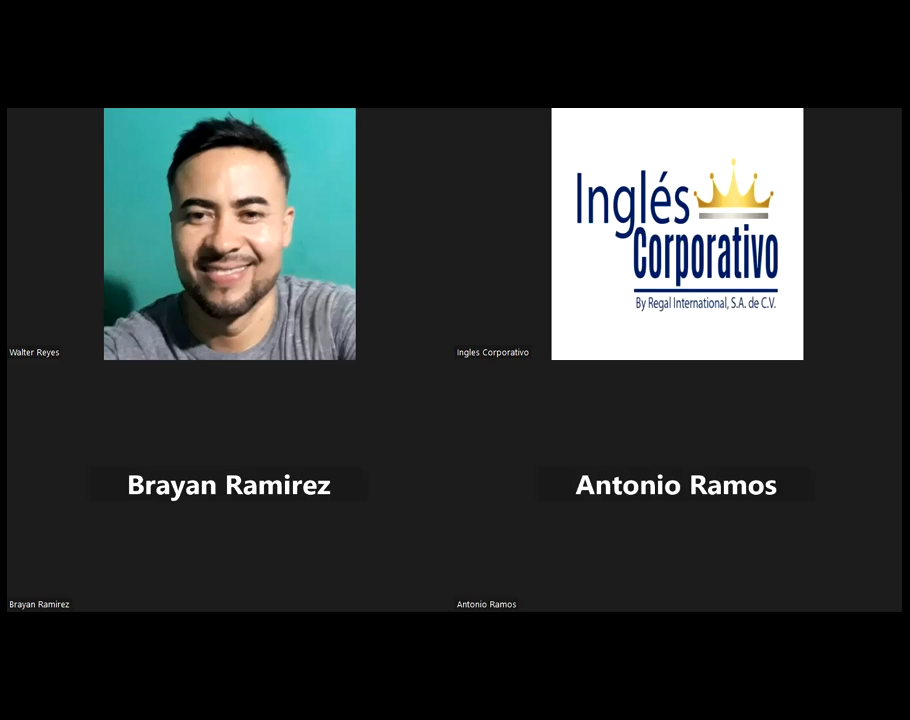 Inglés
Corporativo
By Regal International, S.A. de C.V.
Walter Reyes
Ingles Corporativo
Brayan Ramirez
Antonio Ramos
Brayan Ramirez
Antonio Ramos